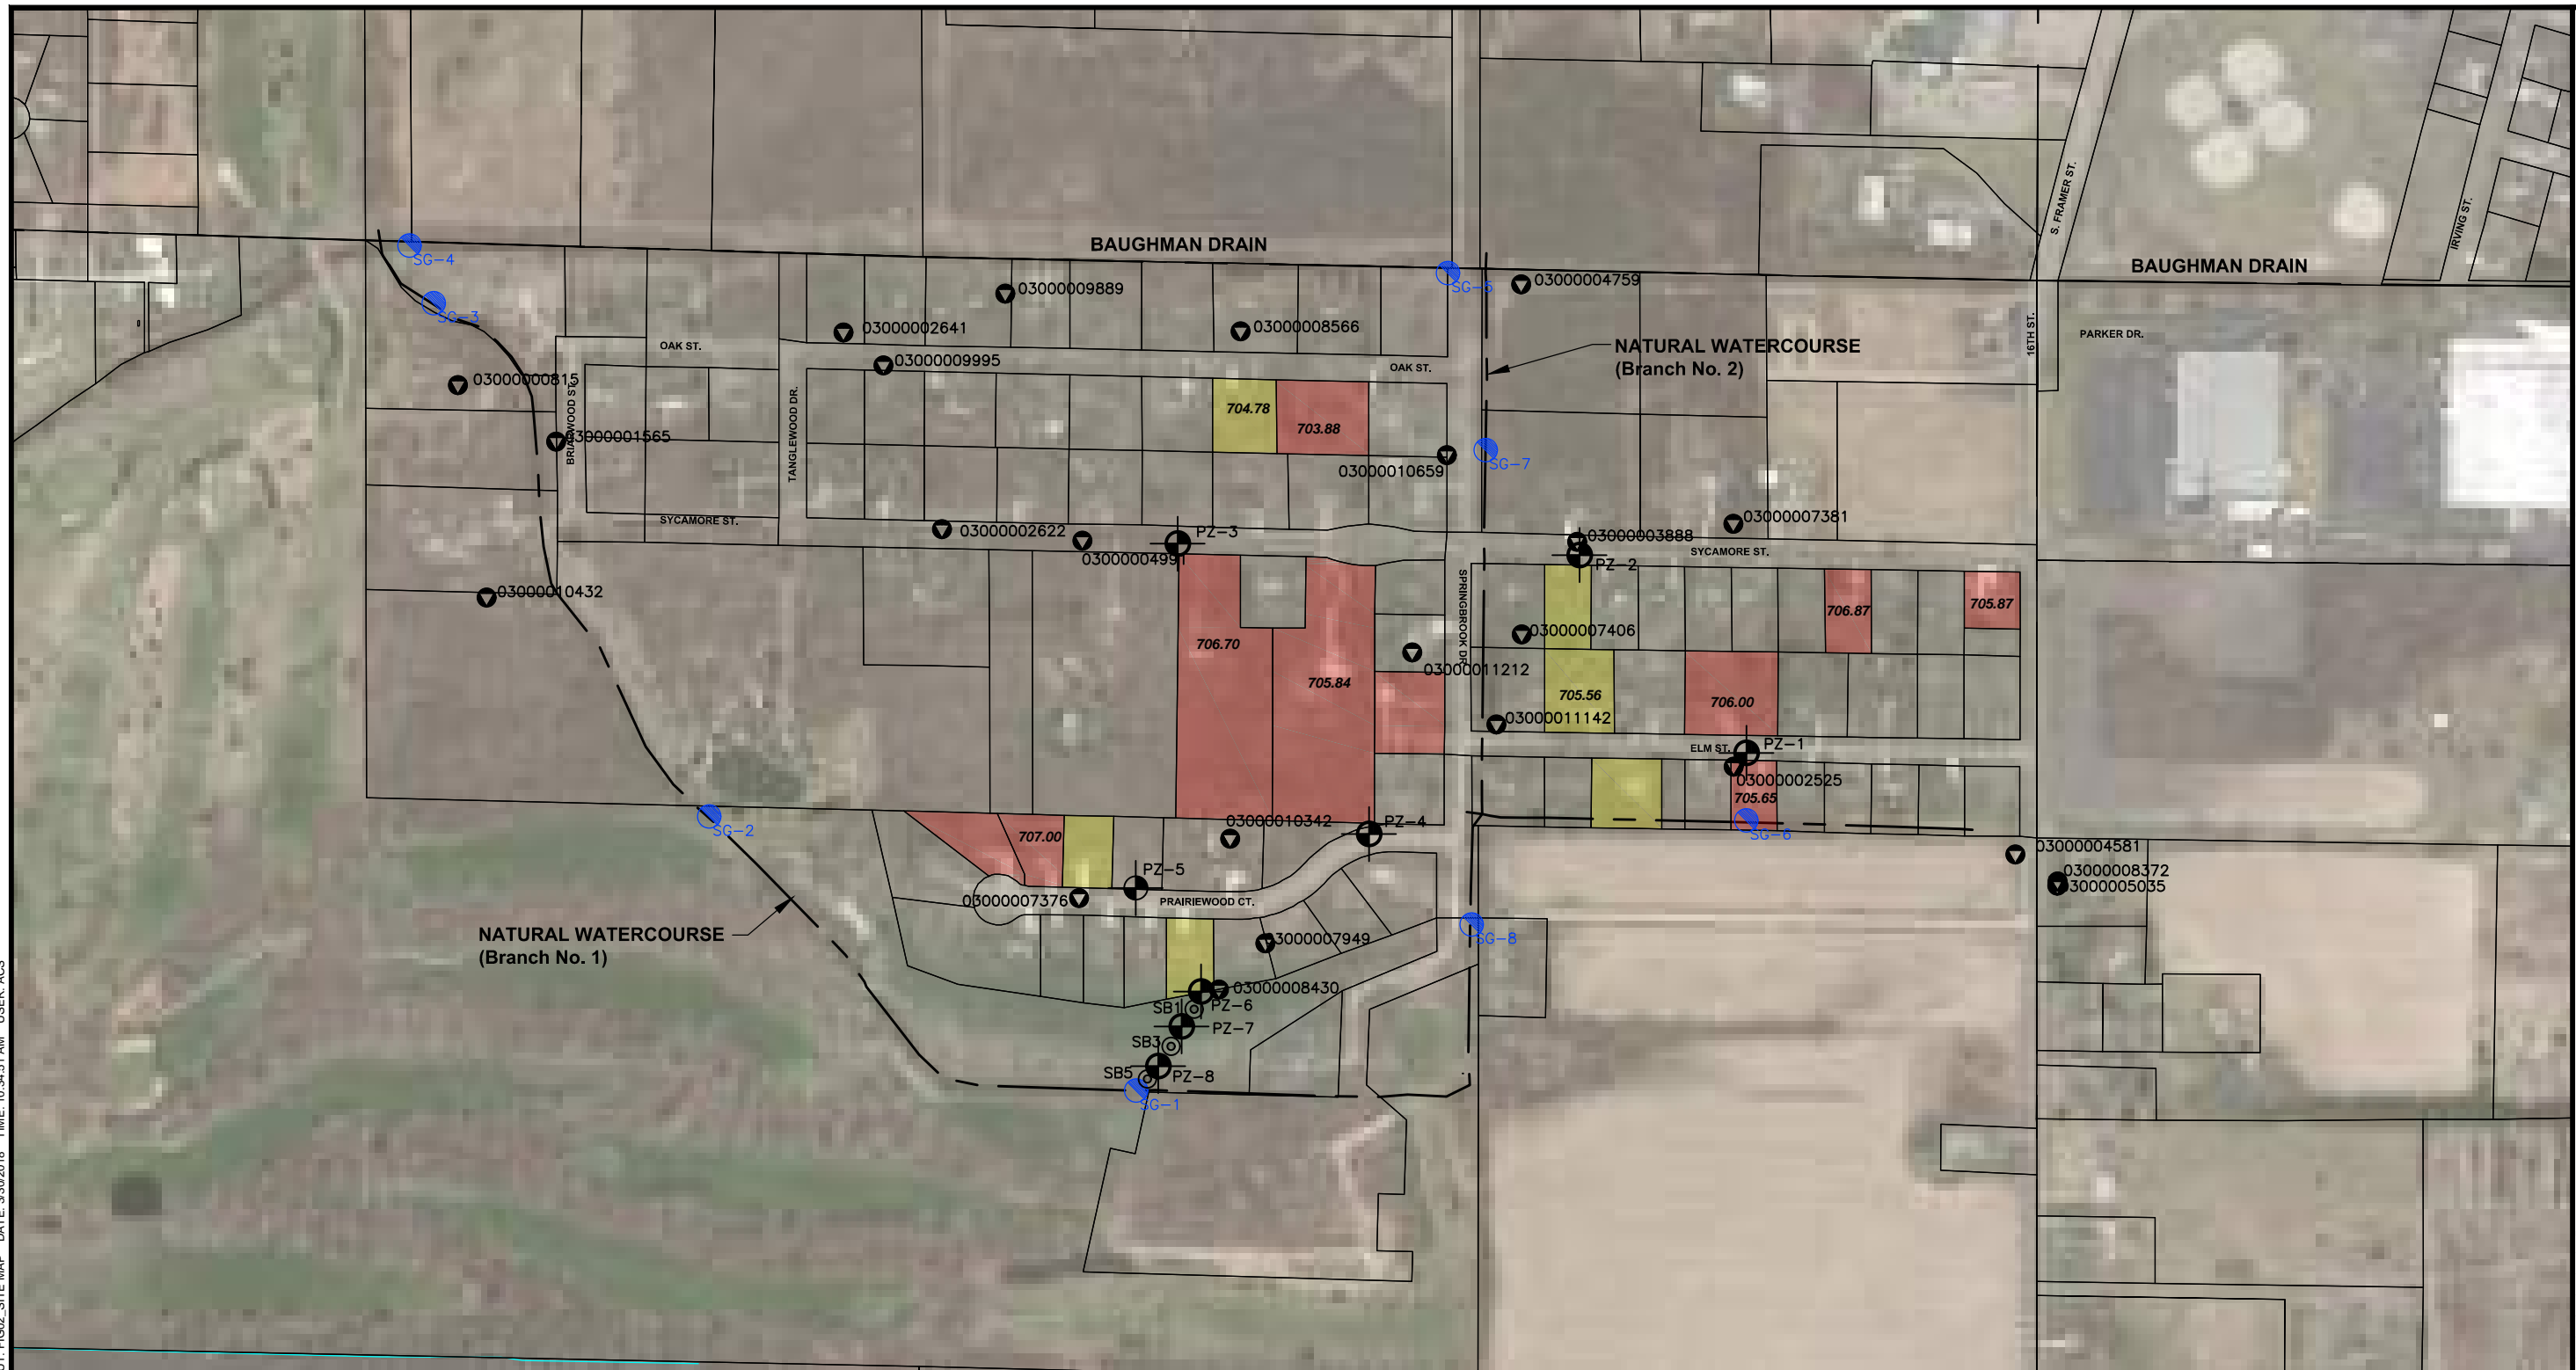 BAUGHMAN DRAIN
BAUGHMAN DRAIN
S. FRAMER ST.
IRVING ST.
SG-4
SG-3
SG-5
03000009889
03000004759
03000002641
03000008566
03000009995
OAK ST.
OAK ST.
NATURAL WATERCOURSE
(Branch No. 2)
16TH ST.
PARKER DR.
03000000815
BRIARWOOD ST.
TANGLEWOOD DR.
704.78
703.88
03000001565
03000010659
SG-7
SYCAMORE ST.
03000002622
PZ-3
03000007381
03000003888
SYCAMORE ST.
PZ-2
SPRINGBROOK DR.
03000010432
706.70
705.84
03000007406
706.87
705.87
03000011212
705.56
706.00
03000011142
ELM ST.
PZ-1
03000002525
705.65
SG-6
SG-2
707.00
03000010342
PZ-4
03000004581
PZ-5
03000008372
3000005035
03000007376
PRAIRIEWOOD CT.
NATURAL WATERCOURSE
(Branch No. 1)
3000007949
SG-8
03000008430
SB1
PZ-6
PZ-7
SB3
SB5
PZ-8
SG-1